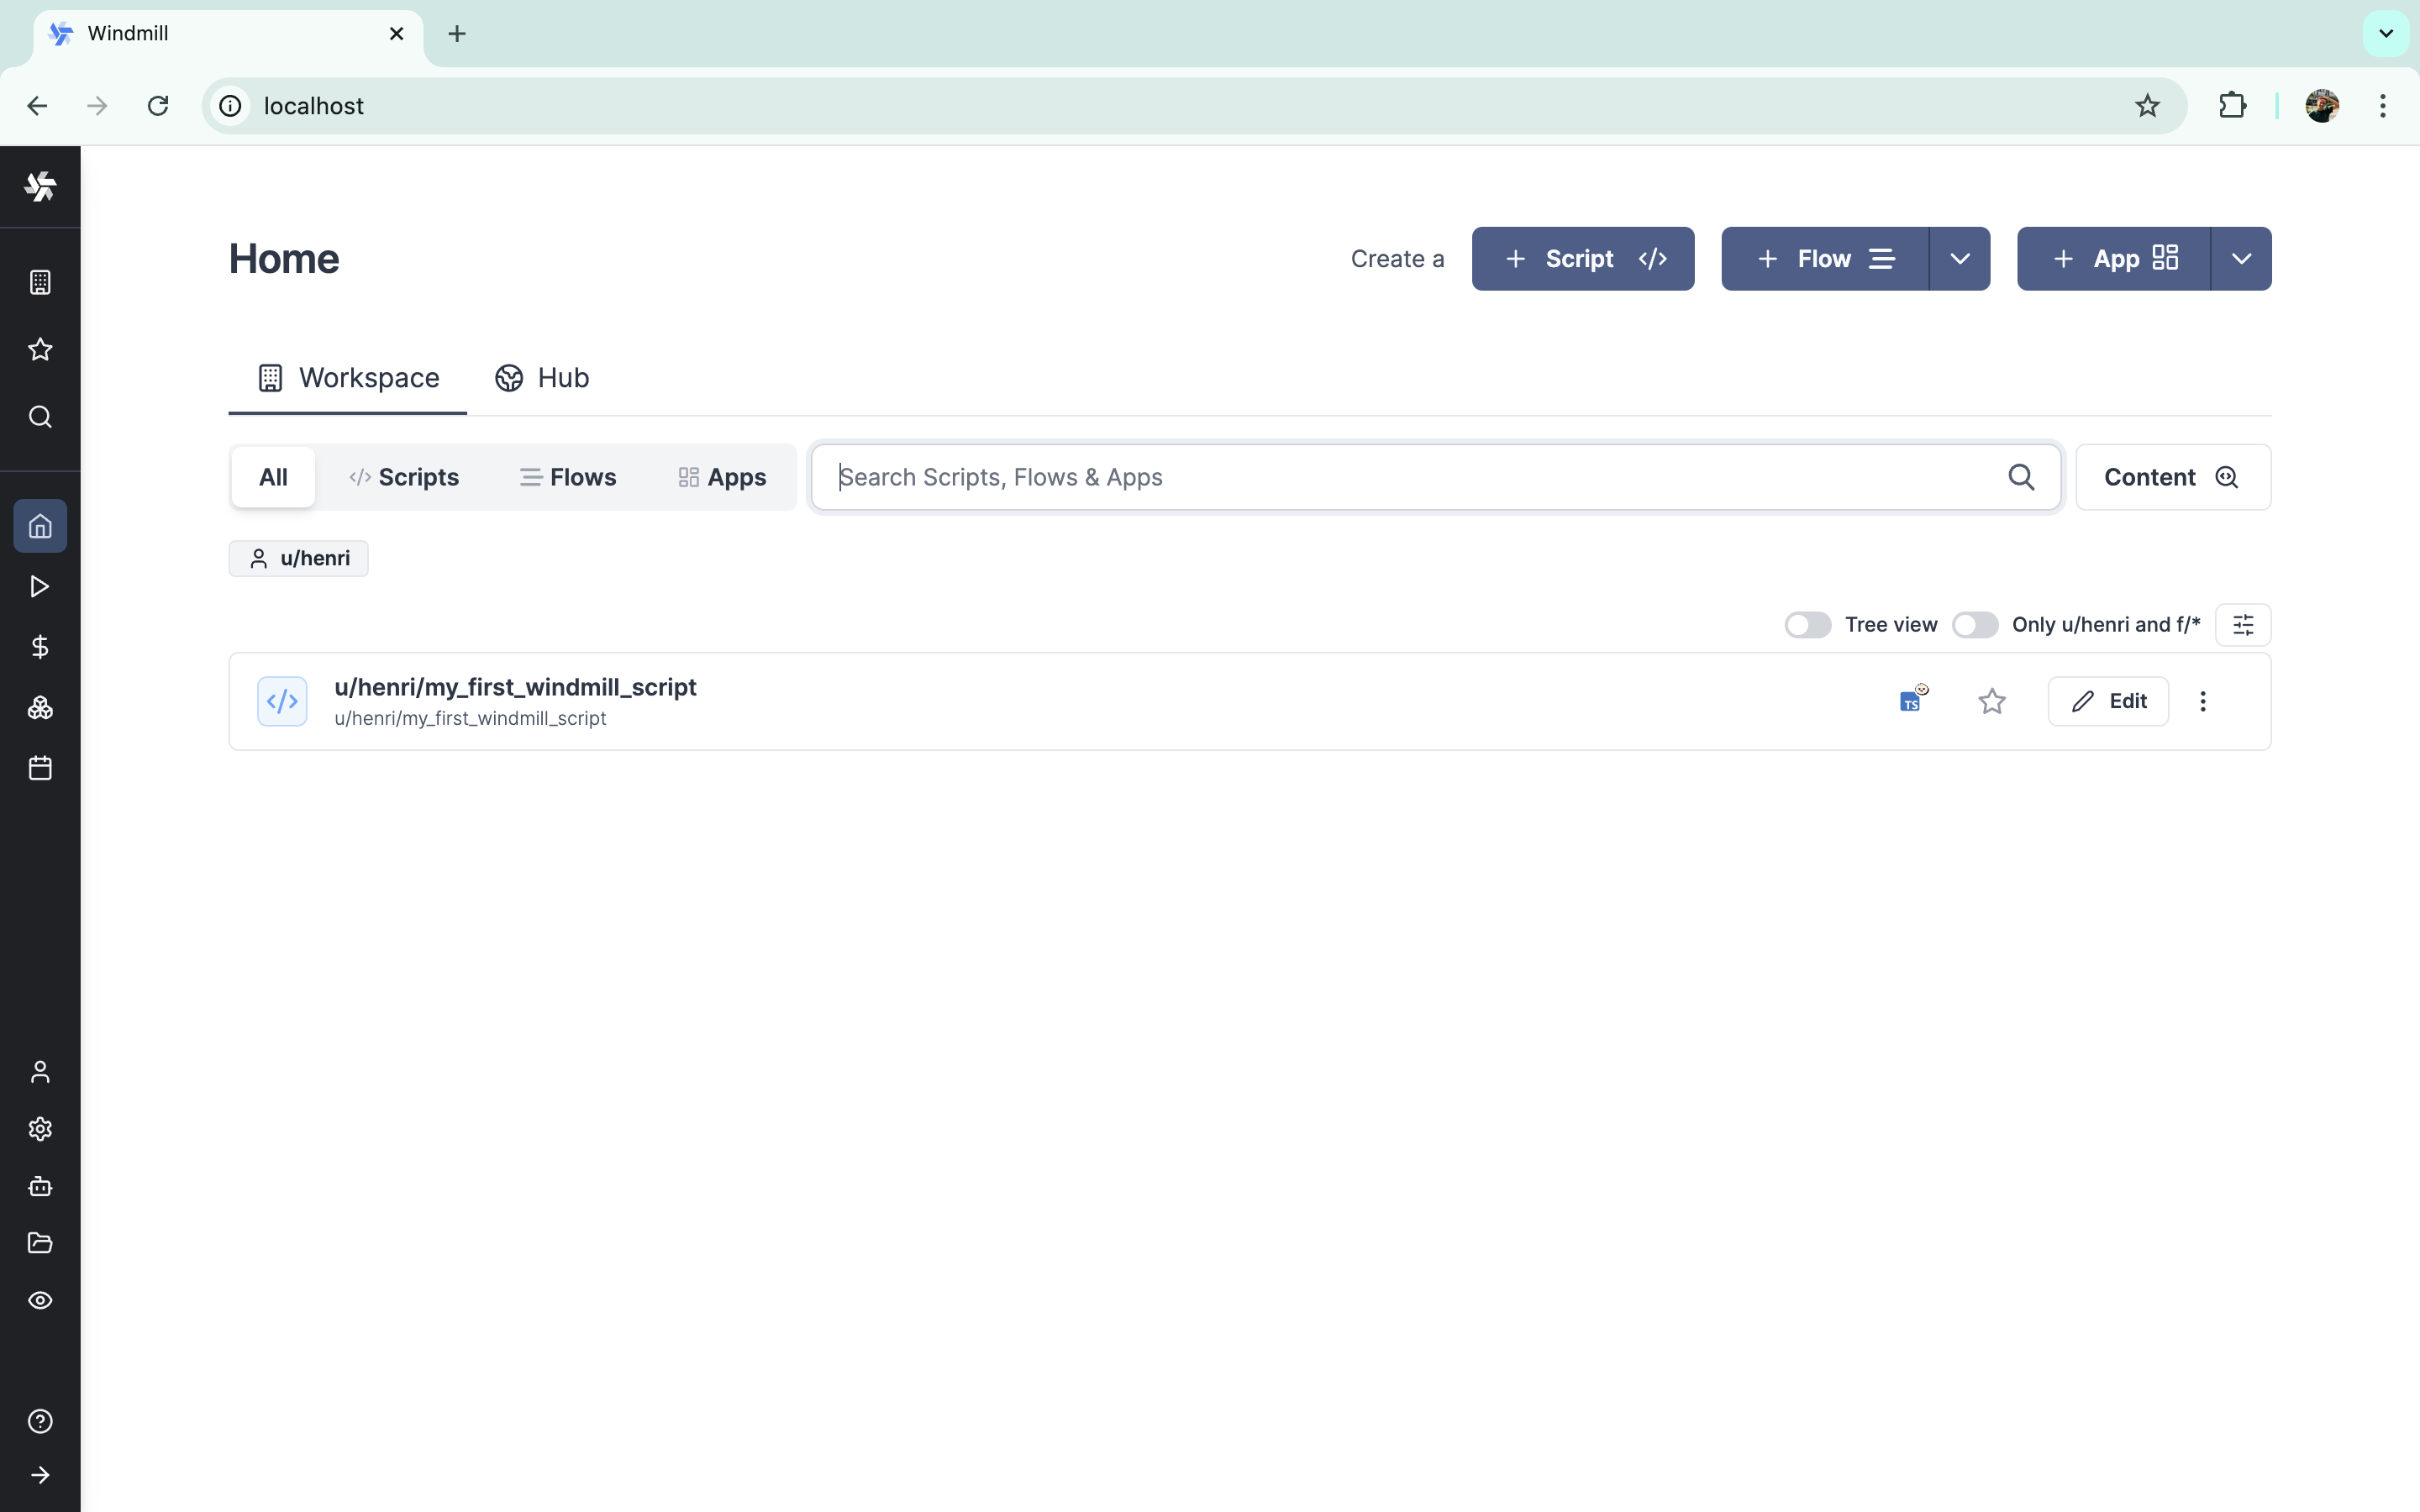 Windmill
localhost
Home
Create a
Script
Flow
App
Workspace
Hub
All
Scripts
Flows
Apps
Search Scripts, Flows & Apps
Content
u/henri
Tree view
Only u/henri and f/*
u/henri/my_first_windmill_script
u/henri/my_first_windmill_script
TS
Edit